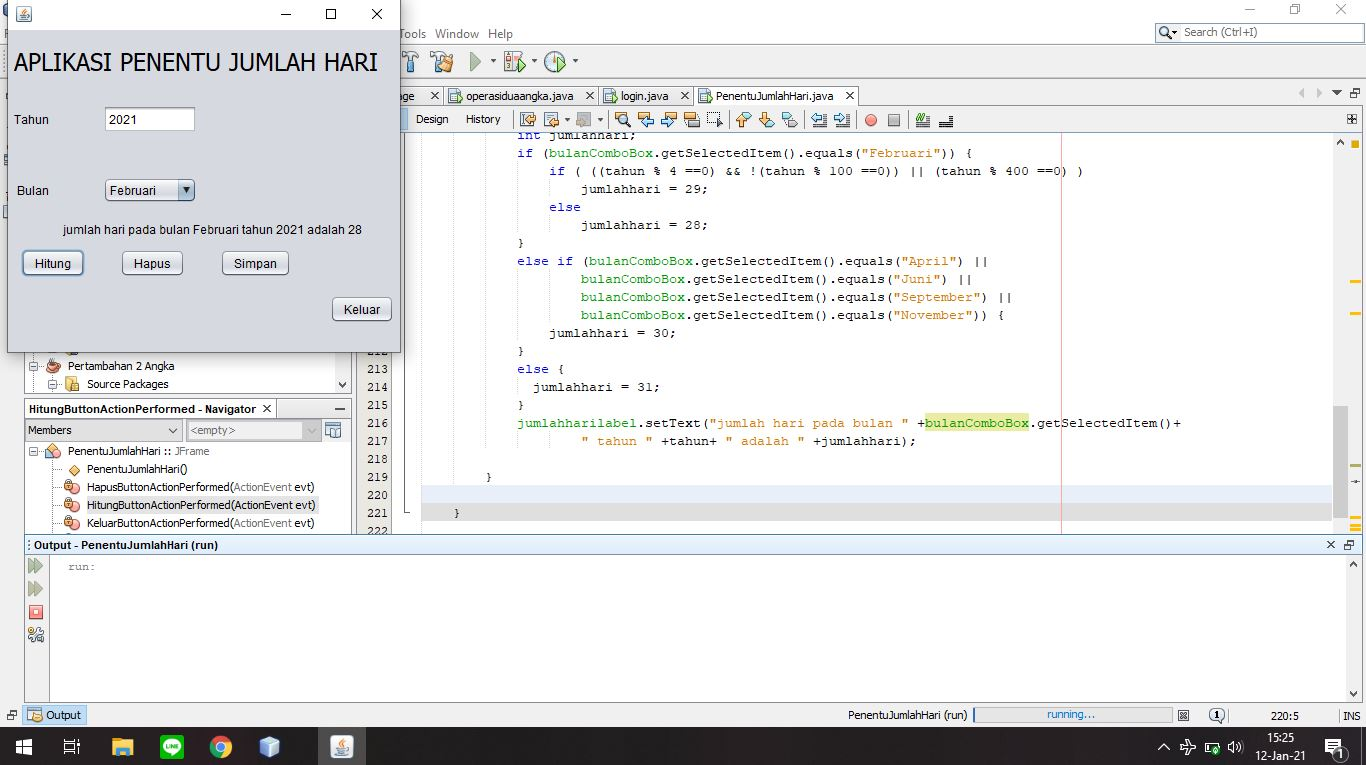 Tools Window Help
Search (Ctrl+I)
APLIKASI PENENTU JUMLAH HARI
Tahun 2021
Bulan Februari
jumlah hari pada bulan Februari tahun 2021 adalah 28
Hitung Hapus Simpan
Keluar
operasiduaangka.java login.java PenentuJumlahHari.java
Design History
int jumlahhari;
if (bulanComboBox.getSelectedItem().equals("Februari")) {
if ( ((tahun % 4 ==0) && !(tahun % 100 ==0)) || (tahun % 400 ==0) )
jumlahhari = 29;
else
jumlahhari = 28;
}
else if (bulanComboBox.getSelectedItem().equals("April") ||
bulanComboBox.getSelectedItem().equals("Juni") ||
bulanComboBox.getSelectedItem().equals("September") ||
bulanComboBox.getSelectedItem().equals("November")) {
jumlahhari = 30;
212 }
213 else {
214 jumlahhari = 31;
215 }
216 jumlahharilabel.setText("jumlah hari pada bulan " +bulanComboBox.getSelectedItem()+
217 " tahun " +tahun+ " adalah " +jumlahhari);
218
219 }
220
221 }
222
Pertambahan 2 Angka
Source Packages
HitungButtonActionPerformed - Navigator
Members <empty>
PenentuJumlahHari :: JFrame
PenentuJumlahHari()
HapusButtonActionPerformed(ActionEvent evt)
HitungButtonActionPerformed(ActionEvent evt)
KeluarButtonActionPerformed(ActionEvent evt)
Output - PenentuJumlahHari (run)
run:
Output
PenentuJumlahHari (run) running... 1 220:5 INS
LINE
15:25
12-Jan-21
1